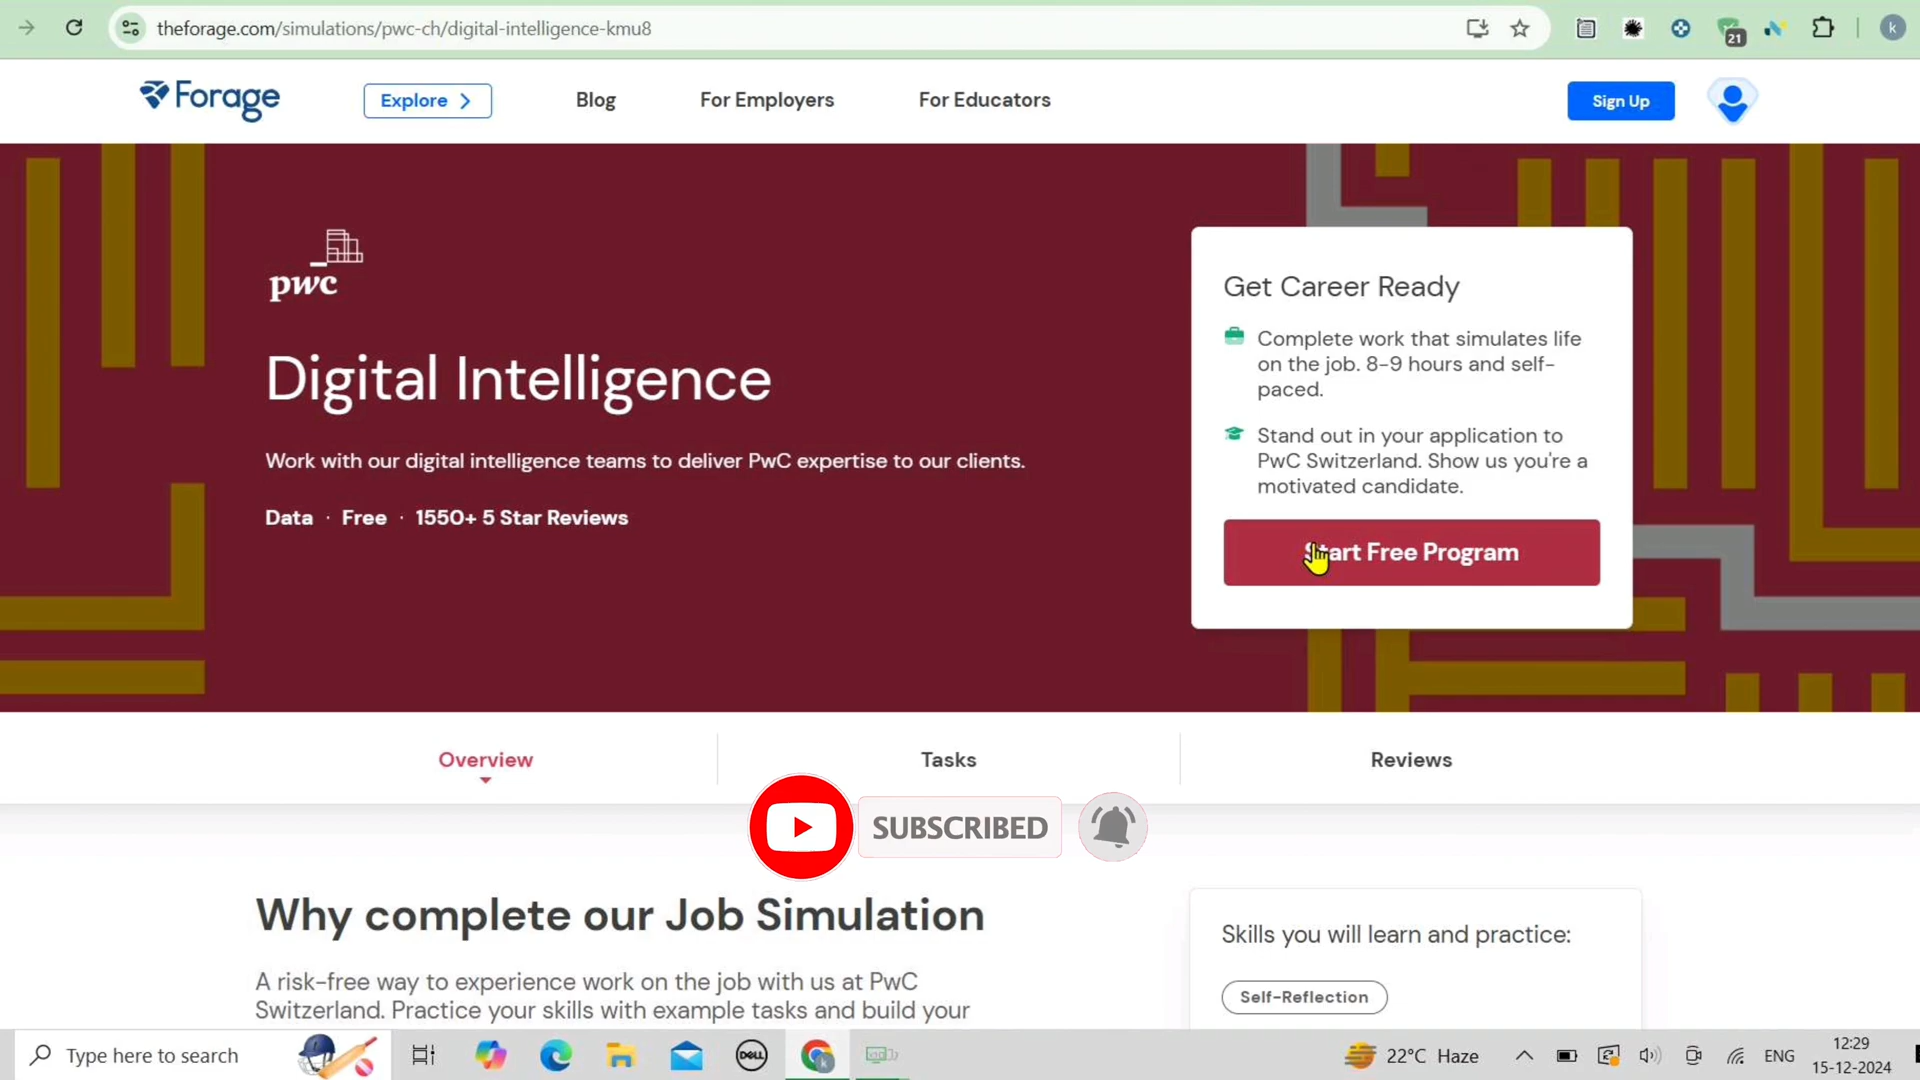 theforage.com/simulations/pwc-ch/digital-intelligence-kmu8
21
k
Forage
Explore
Blog
For Employers
For Educators
Sign Up
pwc
Digital Intelligence
Work with our digital intelligence teams to deliver PwC expertise to our clients.
Data · Free · 1550+ 5 Star Reviews
Get Career Ready
Complete work that simulates life
on the job. 8-9 hours and self-
paced.
Stand out in your application to
PwC Switzerland. Show us you're a
motivated candidate.
Start Free Program
Overview
Tasks
Reviews
SUBSCRIBED
Why complete our Job Simulation
A risk-free way to experience work on the job with us at PwC
Switzerland. Practice your skills with example tasks and build your
Skills you will learn and practice:
Self-Reflection
Type here to search
DELL
22°C Haze
ENG
12:29
15-12-2024